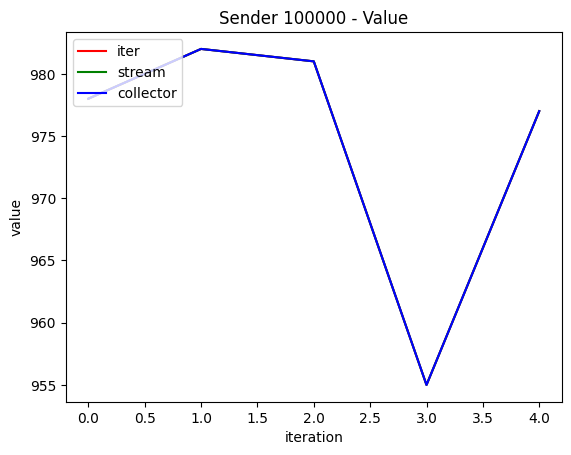 Sender 100000 - Value
iter
stream
collector
980
975
970
965
960
955
value
0.0 0.5 1.0 1.5 2.0 2.5 3.0 3.5 4.0
iteration